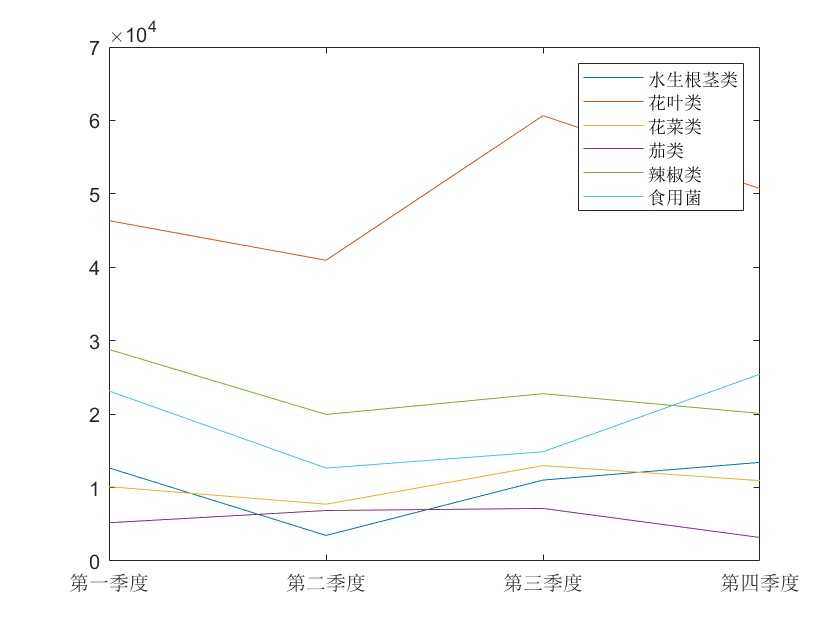 ×10⁴
7
6
5
4
3
2
1
0
第一季度 第二季度 第三季度 第四季度
水生根茎类
花叶类
花菜类
茄类
辣椒类
食用菌